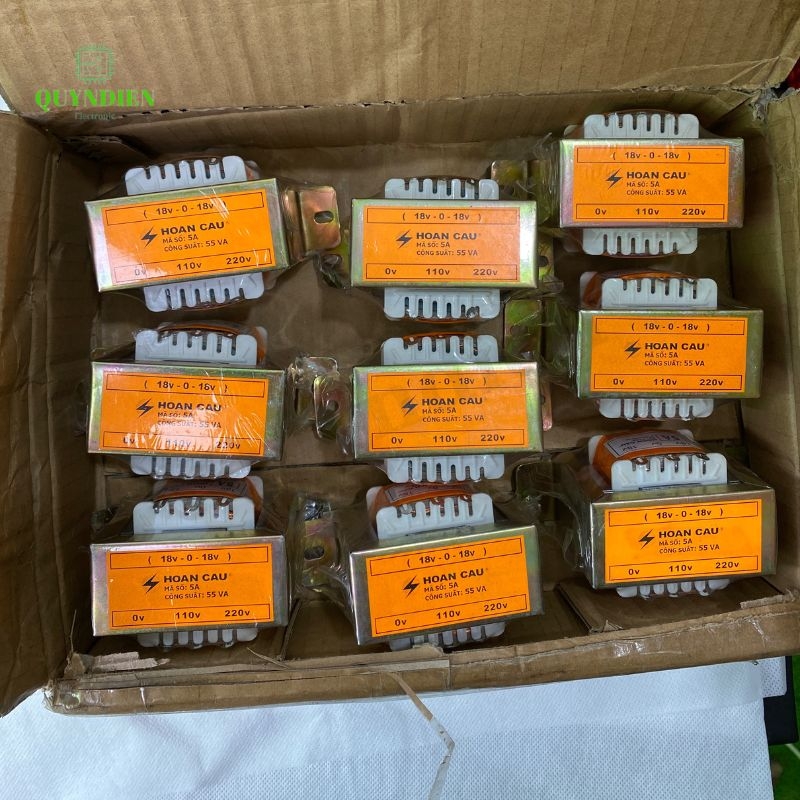 QUYNDIEN
Electronic
( 18v - 0 - 18v )
HOAN CAU®
MÃ SỐ: 5A
CÔNG SUẤT: 55 VA
0v 110v 220v
( 18v - 0 - 18v )
HOAN CAU®
MÃ SỐ: 5A
CÔNG SUẤT: 55 VA
0v 110v 220v
( 18v - 0 - 18v )
HOAN CAU®
MÃ SỐ: 5A
CÔNG SUẤT: 55 VA
0v 110v 220v
( 18v - 0 - 18v )
HOAN CAU®
MÃ SỐ: 5A
CÔNG SUẤT: 55 VA
0v 110v 220v
( 18v - 0 - 18v )
HOAN CAU®
MÃ SỐ: 5A
CÔNG SUẤT: 55 VA
0v 110v 220v
( 18v - 0 - 18v )
HOAN CAU®
MÃ SỐ: 5A
CÔNG SUẤT: 55 VA
0v 110v 220v
( 18v - 0 - 18v )
HOAN CAU®
MÃ SỐ: 5A
CÔNG SUẤT: 55 VA
0v 110v 220v
( 18v - 0 - 18v )
HOAN CAU®
MÃ SỐ: 5A
CÔNG SUẤT: 55 VA
0v 110v 220v
( 18v - 0 - 18v )
HOAN CAU®
MÃ SỐ: 5A
CÔNG SUẤT: 55 VA
0v 110v 220v